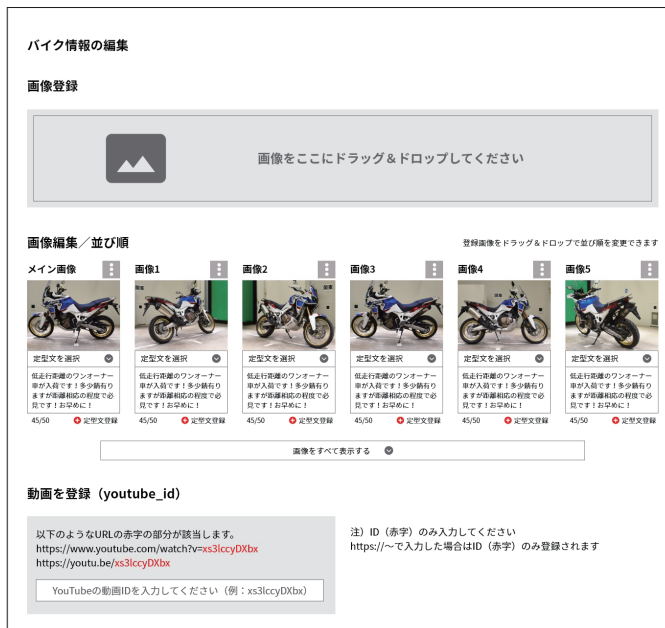 バイク情報の編集
画像登録
画像をここにドラッグ＆ドロップしてください
画像編集／並び順
登録画像をドラッグ＆ドロップで並び順を変更できます
メイン画像
画像1
画像2
画像3
画像4
画像5
定型文を選択
定型文を選択
定型文を選択
定型文を選択
定型文を選択
定型文を選択
低走行距離のワンオーナー
車が入荷です！多少錆有り
ますが距離相応の程度で必
見です！お早めに！
低走行距離のワンオーナー
車が入荷です！多少錆有り
ますが距離相応の程度で必
見です！お早めに！
低走行距離のワンオーナー
車が入荷です！多少錆有り
ますが距離相応の程度で必
見です！お早めに！
低走行距離のワンオーナー
車が入荷です！多少錆有り
ますが距離相応の程度で必
見です！お早めに！
低走行距離のワンオーナー
車が入荷です！多少錆有り
ますが距離相応の程度で必
見です！お早めに！
低走行距離のワンオーナー
車が入荷です！多少錆有り
ますが距離相応の程度で必
見です！お早めに！
45/50 定型文登録
45/50 定型文登録
45/50 定型文登録
45/50 定型文登録
45/50 定型文登録
45/50 定型文登録
画像をすべて表示する
動画を登録（youtube_id）
以下のようなURLの赤字の部分が該当します。
https://www.youtube.com/watch?v=xs3lccyDXbx
https://youtu.be/xs3lccyDXbx
YouTubeの動画IDを入力してください（例：xs3lccyDXbx）
注）ID（赤字）のみ入力してください
https://～で入力した場合はID（赤字）のみ登録されます